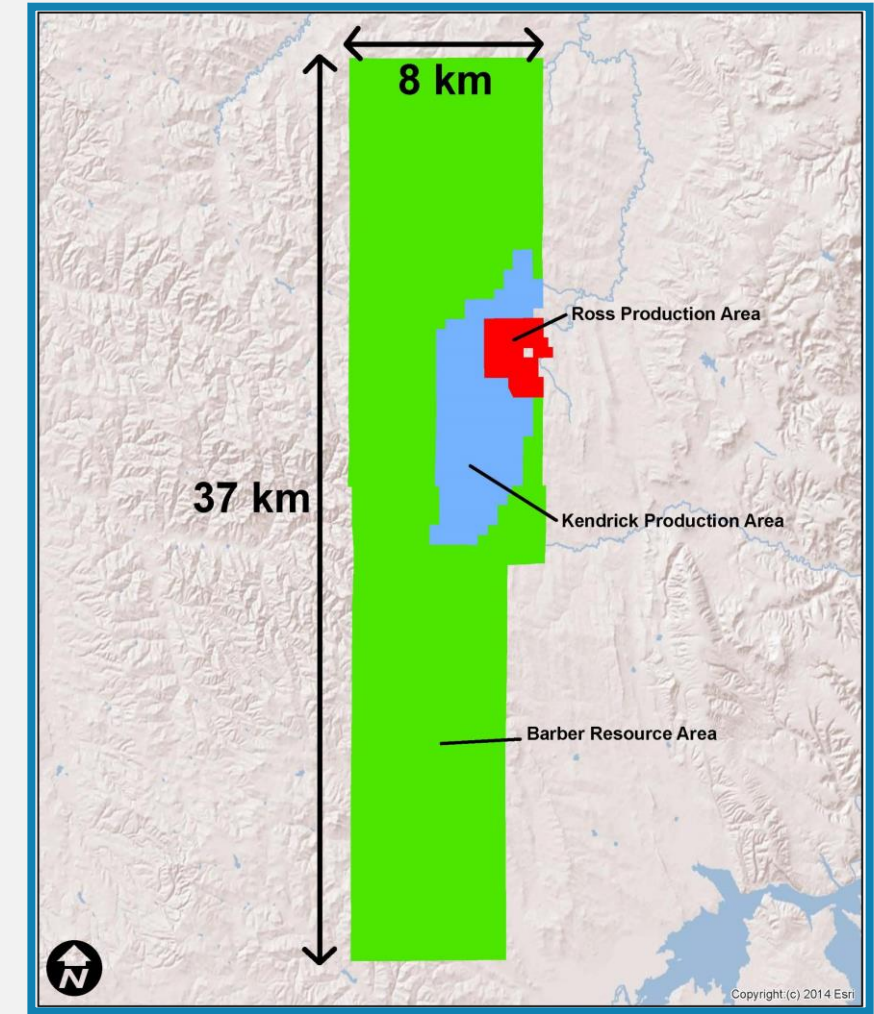 8 km
Ross Production Area
37 km
Kendrick Production Area
Barber Resource Area
N
Copyright:(c) 2014 Esri